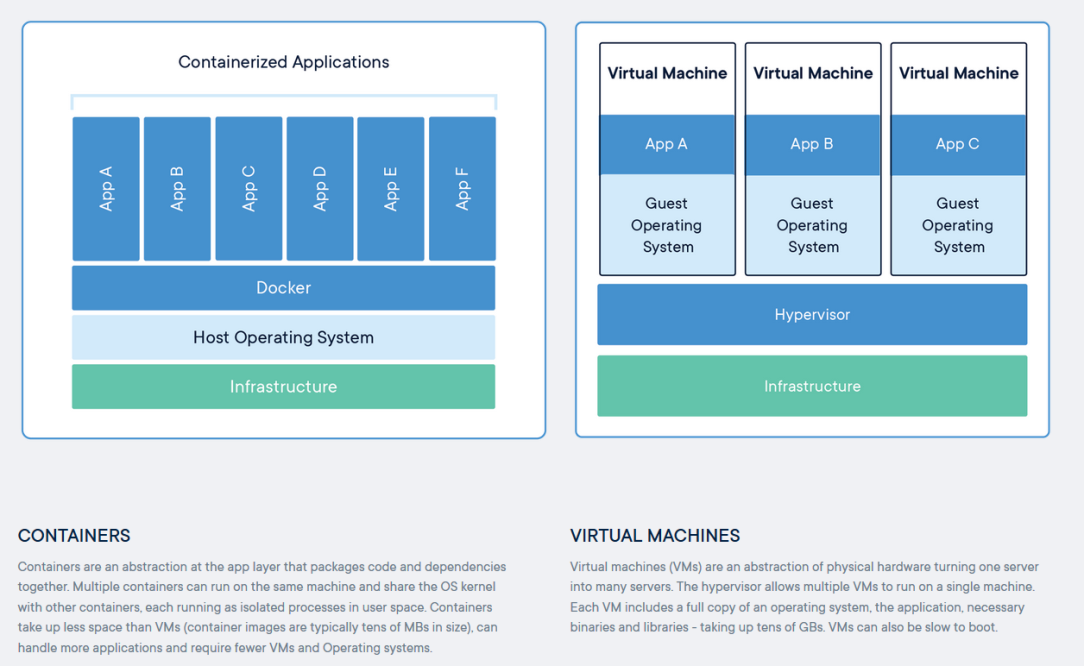 Containerized Applications
App A
App B
App C
App D
App E
App F
Docker
Host Operating System
Infrastructure
Virtual Machine
App A
Guest
Operating
System
Virtual Machine
App B
Guest
Operating
System
Virtual Machine
App C
Guest
Operating
System
Hypervisor
Infrastructure
CONTAINERS
Containers are an abstraction at the app layer that packages code and dependencies
together. Multiple containers can run on the same machine and share the OS kernel
with other containers, each running as isolated processes in user space. Containers
take up less space than VMs (container images are typically tens of MBs in size), can
handle more applications and require fewer VMs and Operating systems.
VIRTUAL MACHINES
Virtual machines (VMs) are an abstraction of physical hardware turning one server
into many servers. The hypervisor allows multiple VMs to run on a single machine.
Each VM includes a full copy of an operating system, the application, necessary
binaries and libraries - taking up tens of GBs. VMs can also be slow to boot.